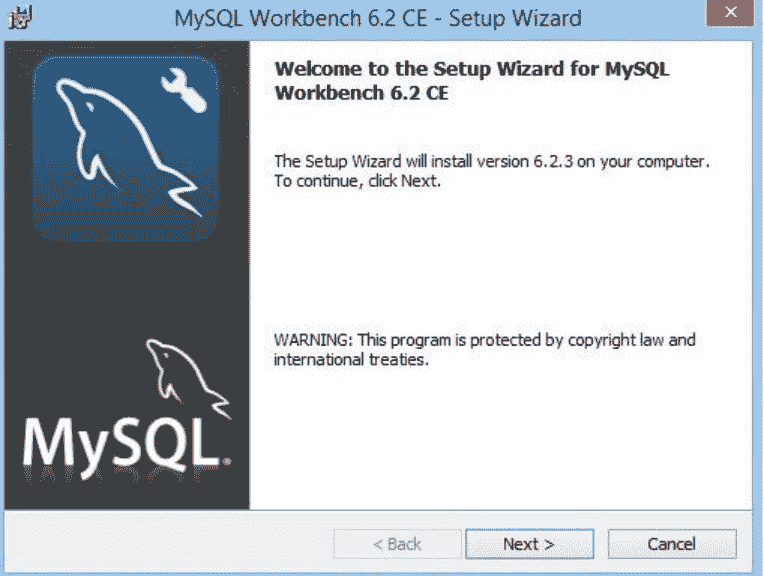 MySQL Workbench 6.2 CE - Setup Wizard
Welcome to the Setup Wizard for MySQL
Workbench 6.2 CE
The Setup Wizard will install version 6.2.3 on your computer.
To continue, click Next.
WARNING: This program is protected by copyright law and
international treaties.
MySQL®
< Back
Next >
Cancel